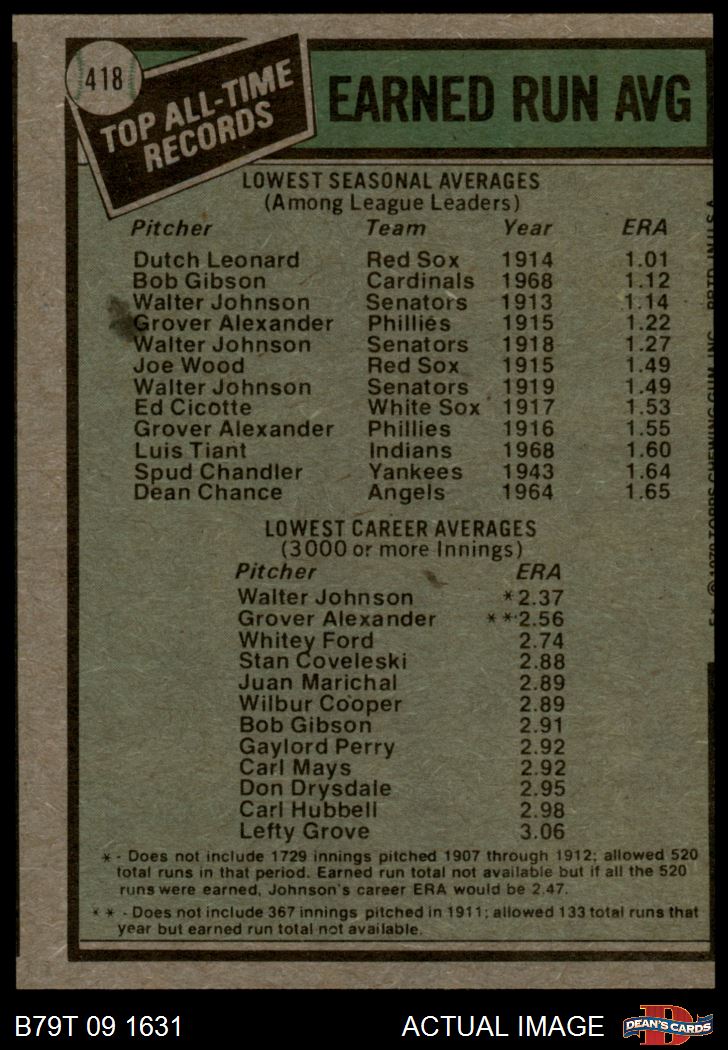 418
TOP ALL-TIME
RECORDS
EARNED RUN AVG
LOWEST SEASONAL AVERAGES
(Among League Leaders)
Pitcher Team Year ERA
Dutch Leonard Red Sox 1914 1.01
Bob Gibson Cardinals 1968 1.12
Walter Johnson Senators 1913 1.14
Grover Alexander Phillies 1915 1.22
Walter Johnson Senators 1918 1.27
Joe Wood Red Sox 1915 1.49
Walter Johnson Senators 1919 1.49
Ed Cicotte White Sox 1917 1.53
Grover Alexander Phillies 1916 1.55
Luis Tiant Indians 1968 1.60
Spud Chandler Yankees 1943 1.64
Dean Chance Angels 1964 1.65
LOWEST CAREER AVERAGES
(3000 or more Innings)
Pitcher ERA
Walter Johnson *2.37
Grover Alexander **2.56
Whitey Ford 2.74
Stan Coveleski 2.88
Juan Marichal 2.89
Wilbur Cooper 2.89
Bob Gibson 2.91
Gaylord Perry 2.92
Carl Mays 2.92
Don Drysdale 2.95
Carl Hubbell 2.98
Lefty Grove 3.06
* - Does not include 1729 innings pitched 1907 through 1912; allowed 520
total runs in that period. Earned run total not available but if all the 520
runs were earned, Johnson's career ERA would be 2.47.
** - Does not include 367 innings pitched in 1911; allowed 133 total runs that
year but earned run total not available.
© 1979 TOPPS CHEWING GUM, INC. PRTD. IN U.S.A.
B79T 09 1631
ACTUAL IMAGE
D
DEAN'S CARDS